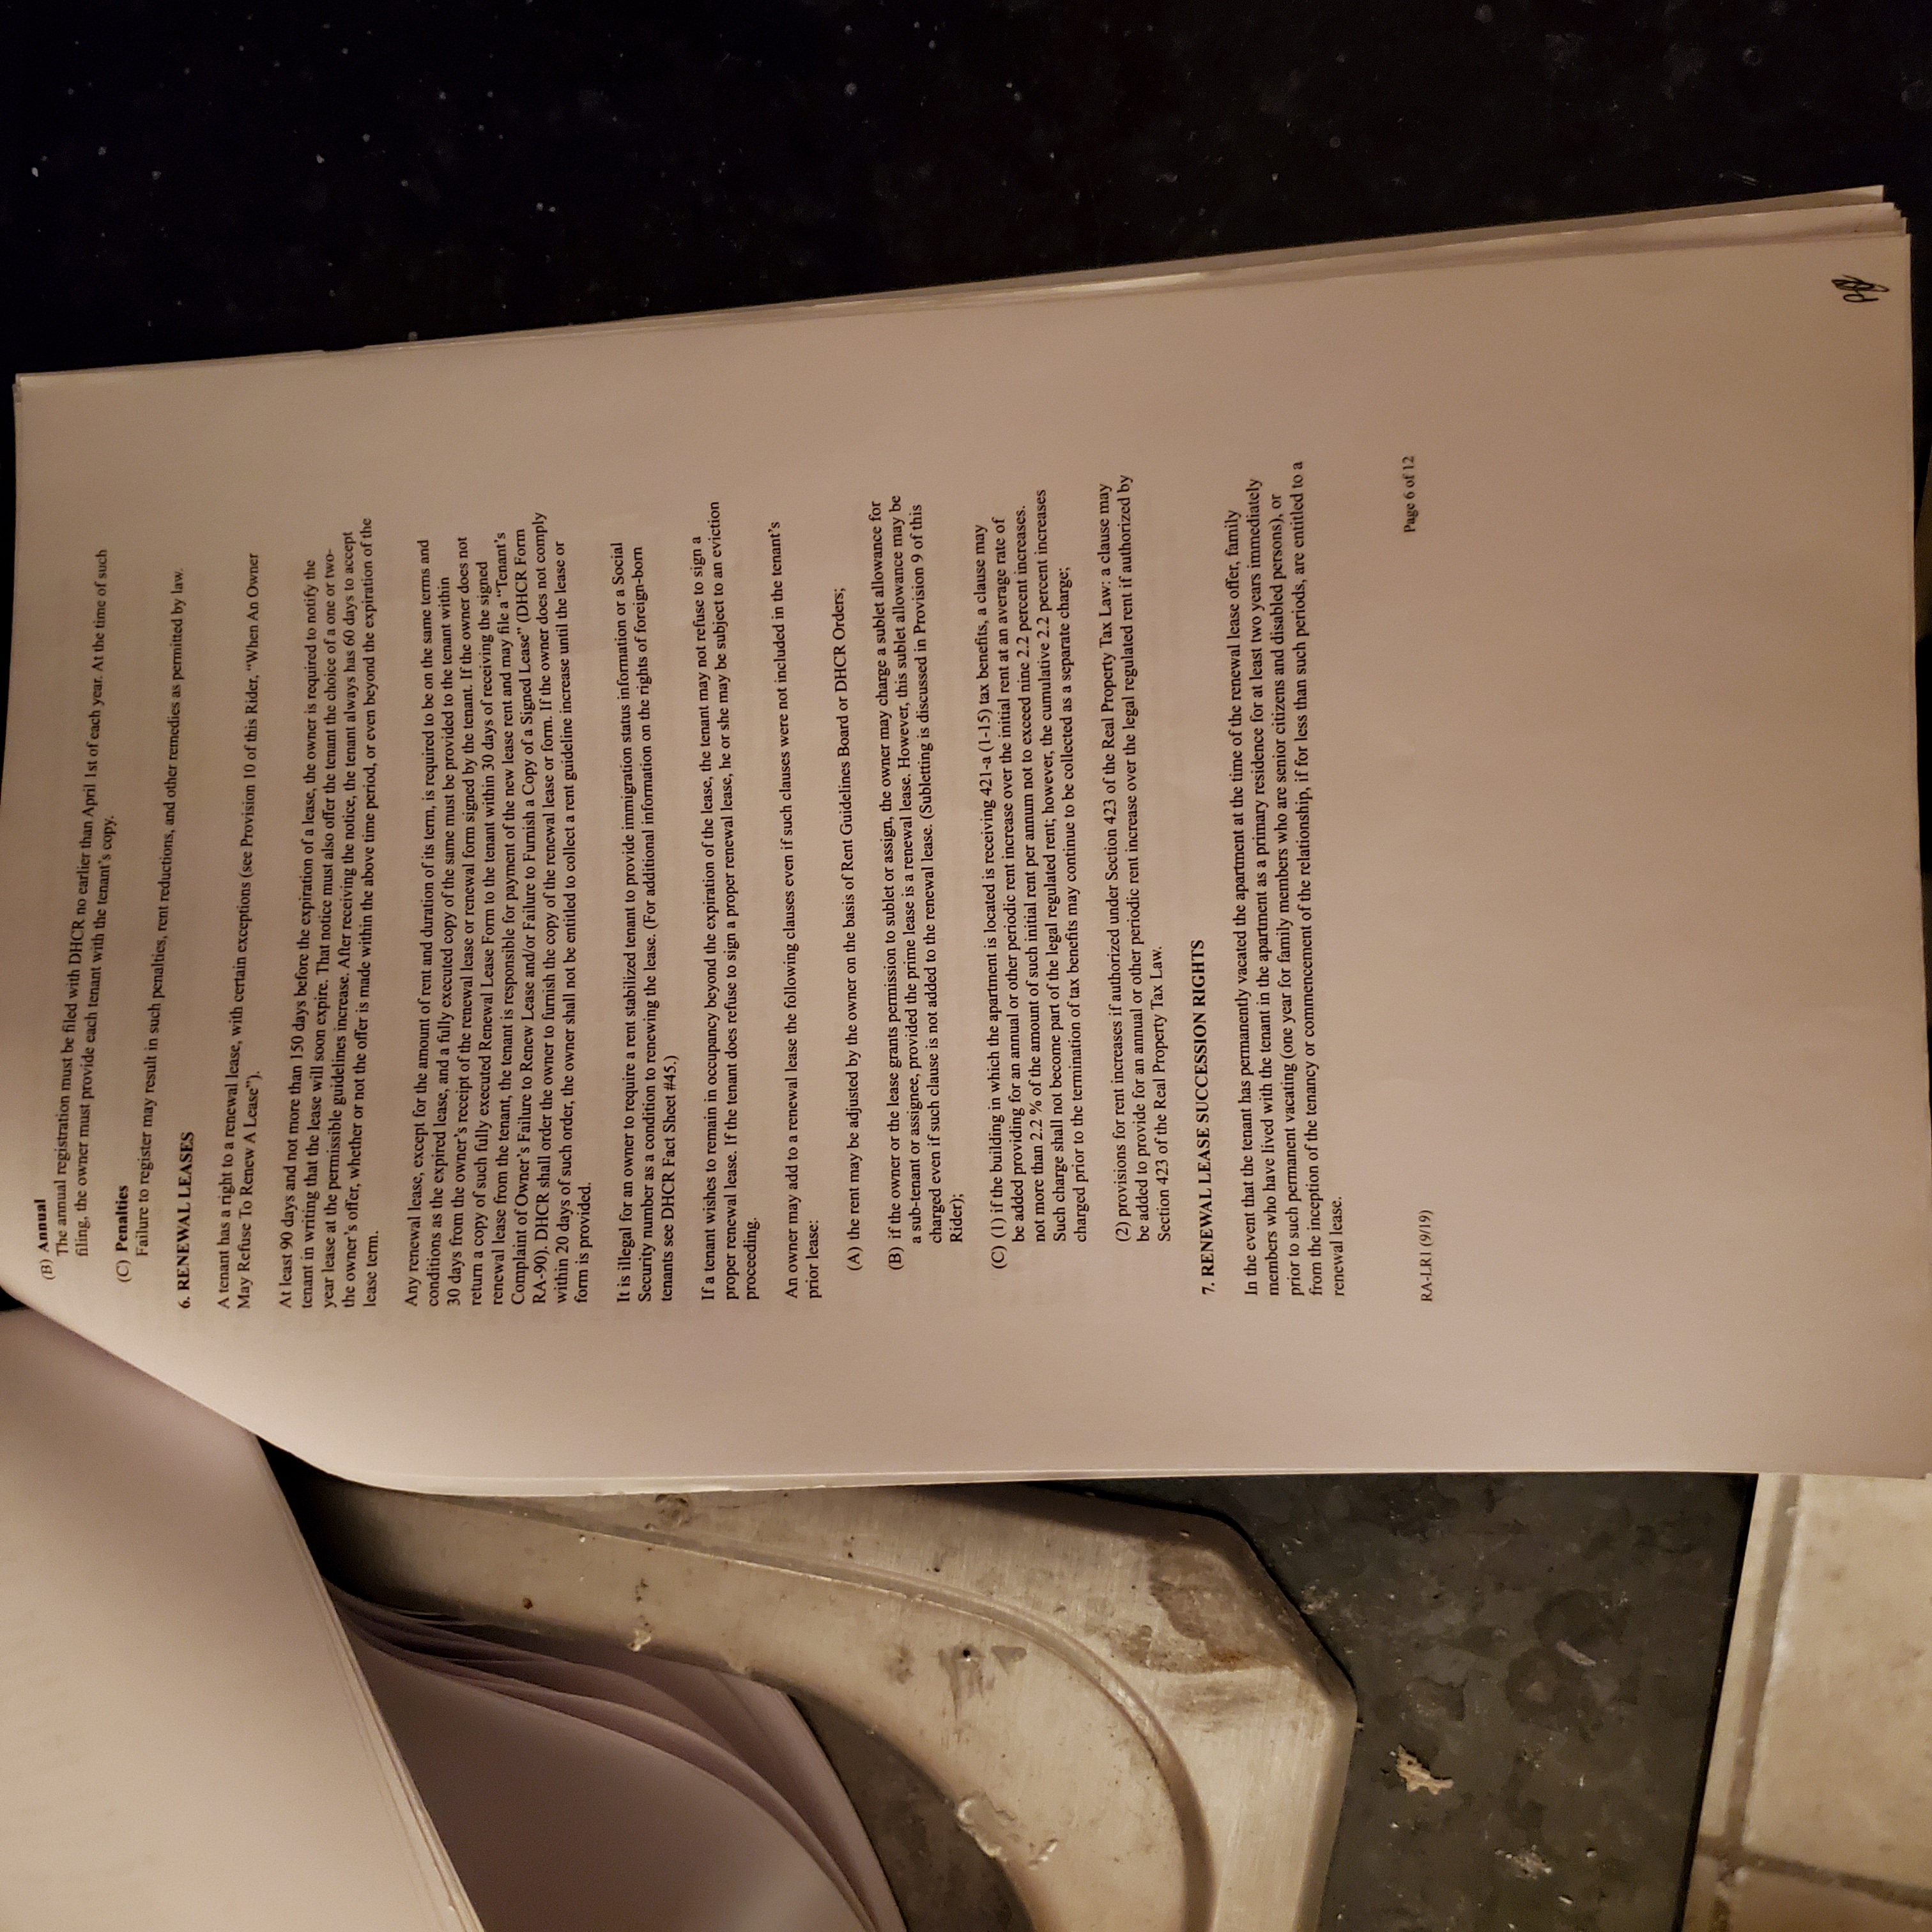 (B) Annual
The annual registration must be filed with DHCR no earlier than April 1st of each year. At the time of such
filing, the owner must provide each tenant with the tenant's copy.
(C) Penalties
Failure to register may result in such penalties, rent reductions, and other remedies as permitted by law.
6. RENEWAL LEASES
A tenant has a right to a renewal lease, with certain exceptions (see Provision 10 of this Rider, "When An Owner
May Refuse To Renew A Lease").
At least 90 days and not more than 150 days before the expiration of a lease, the owner is required to notify the
tenant in writing that the lease will soon expire. That notice must also offer the tenant the choice of a one or two-
year lease at the permissible guidelines increase. After receiving the notice, the tenant always has 60 days to accept
the owner's offer, whether or not the offer is made within the above time period, or even beyond the expiration of the
lease term.
Any renewal lease, except for the amount of rent and duration of its term, is required to be on the same terms and
conditions as the expired lease, and a fully executed copy of the same must be provided to the tenant within
30 days from the owner's receipt of the renewal lease or renewal form signed by the tenant. If the owner does not
return a copy of such fully executed Renewal Lease Form to the tenant within 30 days of receiving the signed
renewal lease from the tenant, the tenant is responsible for payment of the new lease rent and may file a "Tenant's
Complaint of Owner's Failure to Renew Lease and/or Failure to Furnish a Copy of a Signed Lease" (DHCR Form
RA-90). DHCR shall order the owner to furnish the copy of the renewal lease or form. If the owner does not comply
within 20 days of such order, the owner shall not be entitled to collect a rent guideline increase until the lease or
form is provided.
It is illegal for an owner to require a rent stabilized tenant to provide immigration status information or a Social
Security number as a condition to renewing the lease. (For additional information on the rights of foreign-born
tenants see DHCR Fact Sheet #45.)
If a tenant wishes to remain in occupancy beyond the expiration of the lease, the tenant may not refuse to sign a
proper renewal lease. If the tenant does refuse to sign a proper renewal lease, he or she may be subject to an eviction
proceeding.
An owner may add to a renewal lease the following clauses even if such clauses were not included in the tenant's
prior lease:
(A) the rent may be adjusted by the owner on the basis of Rent Guidelines Board or DHCR Orders;
(B) if the owner or the lease grants permission to sublet or assign, the owner may charge a sublet allowance for
a sub-tenant or assignee, provided the prime lease is a renewal lease. However, this sublet allowance may be
charged even if such clause is not added to the renewal lease. (Subletting is discussed in Provision 9 of this
Rider);
(C) (1) if the building in which the apartment is located is receiving 421-a (1-15) tax benefits, a clause may
be added providing for an annual or other periodic rent increase over the initial rent at an average rate of
not more than 2.2 % of the amount of such initial rent per annum not to exceed nine 2.2 percent increases.
Such charge shall not become part of the legal regulated rent; however, the cumulative 2.2 percent increases
charged prior to the termination of tax benefits may continue to be collected as a separate charge;
(2) provisions for rent increases if authorized under Section 423 of the Real Property Tax Law: a clause may
be added to provide for an annual or other periodic rent increase over the legal regulated rent if authorized by
Section 423 of the Real Property Tax Law.
7. RENEWAL LEASE SUCCESSION RIGHTS
In the event that the tenant has permanently vacated the apartment at the time of the renewal lease offer, family
members who have lived with the tenant in the apartment as a primary residence for at least two years immediately
prior to such permanent vacating (one year for family members who are senior citizens and disabled persons), or
from the inception of the tenancy or commencement of the relationship, if for less than such periods, are entitled to a
renewal lease.
RA-LR1 (9/19)
Page 6 of 12